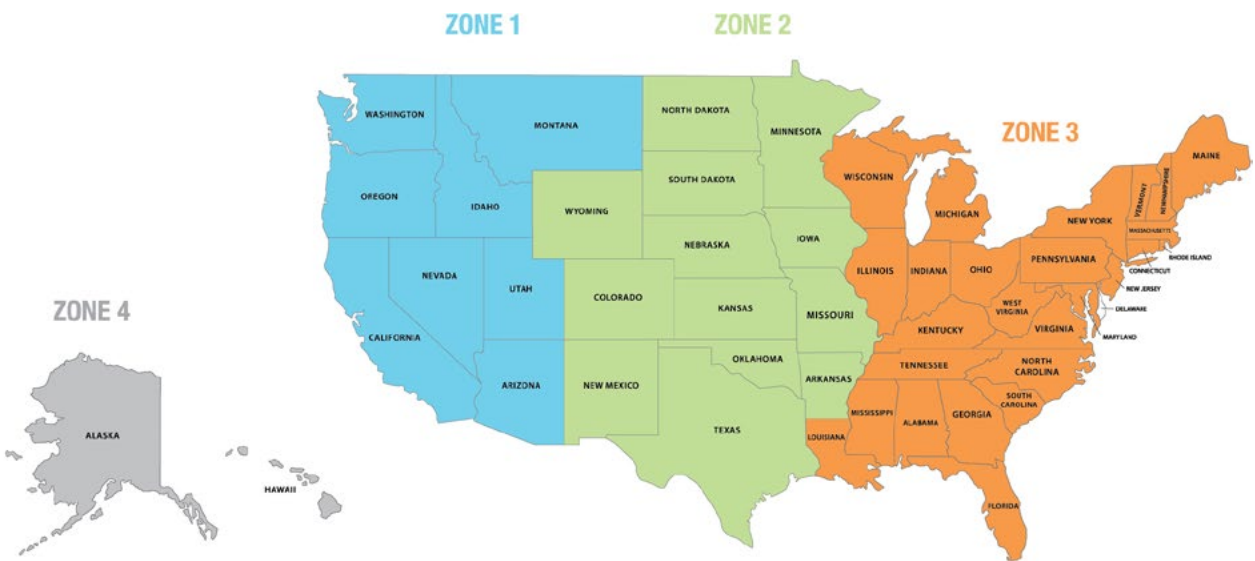 ZONE 1
ZONE 2
ZONE 3
ZONE 4
WASHINGTON
MONTANA
OREGON
IDAHO
NEVADA
UTAH
CALIFORNIA
ARIZONA
NORTH DAKOTA
MINNESOTA
SOUTH DAKOTA
WYOMING
NEBRASKA
IOWA
COLORADO
KANSAS
MISSOURI
NEW MEXICO
OKLAHOMA
ARKANSAS
TEXAS
MAINE
VERMONT
NEWHAMPSHIRE
WISCONSIN
MICHIGAN
NEW YORK
MASSACHUSETTS
RHODE ISLAND
CONNECTICUT
PENNSYLVANIA
NEW JERSEY
DELAWARE
MARYLAND
ILLINOIS
INDIANA
OHIO
WEST
VIRGINIA
VIRGINIA
KENTUCKY
NORTH
CAROLINA
TENNESSEE
SOUTH
CAROLINA
MISSISSIPPI
ALABAMA
GEORGIA
LOUISIANA
FLORIDA
ALASKA
HAWAII